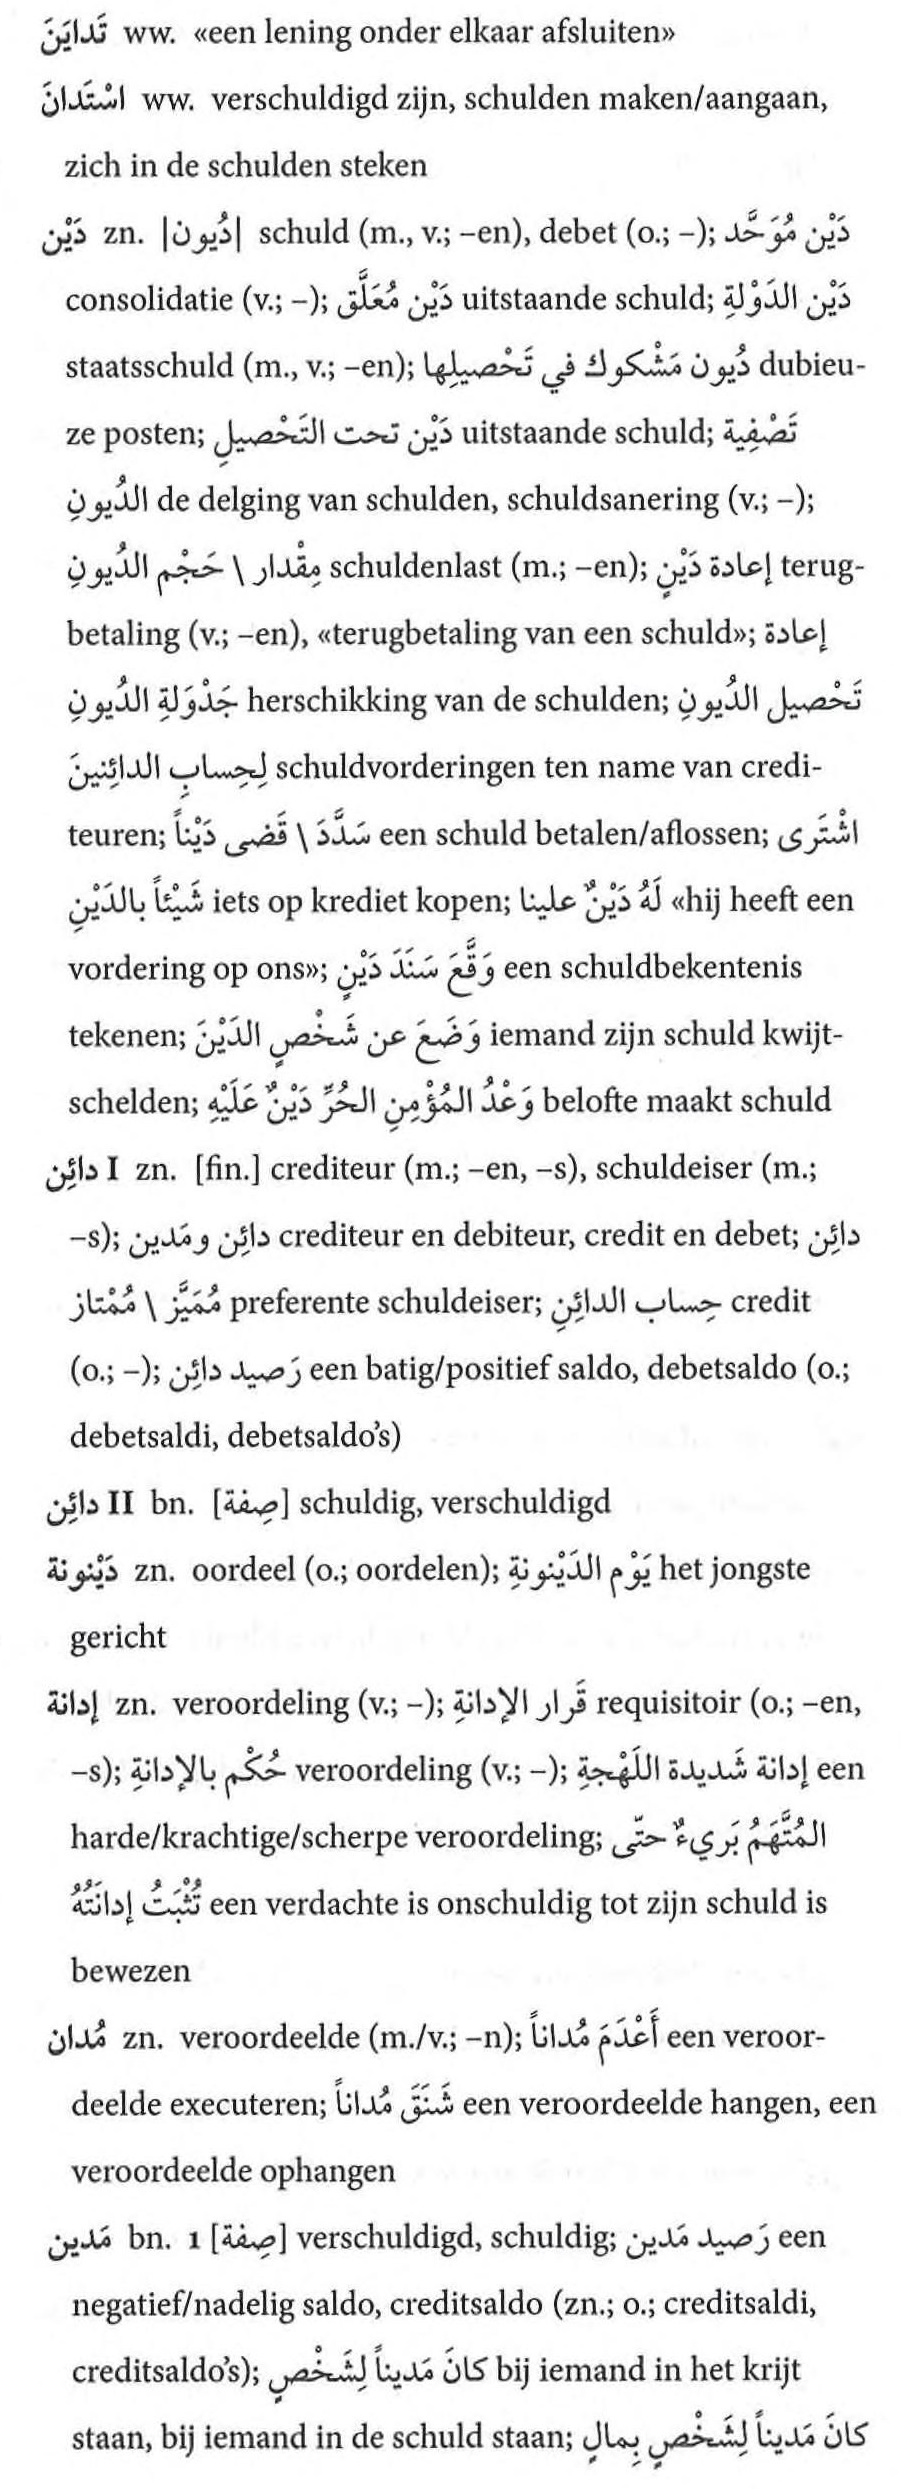 تَدايَنَ ww. «een lening onder elkaar afsluiten»
اسْتَدانَ ww. verschuldigd zijn, schulden maken/aangaan,
zich in de schulden steken
دَيْن zn. |دُيون| schuld (m., v.; –en), debet (o.; –); دَيْن مُوَحَّد
consolidatie (v.; –); دَيْن مُعَلَّق uitstaande schuld; دَيْن الدَوْلةِ
staatsschuld (m., v.; –en); دُيون مَشْكوك في تَحْصيلِها dubieu-
ze posten; دَيْن تحت التَحْصيلِ uitstaande schuld; تَصْفِية
الدُيونِ de delging van schulden, schuldsanering (v.; –);
مِقْدار \ حَجْم الدُيونِ schuldenlast (m.; –en); إعادة دَيْنٍ terug-
betaling (v.; –en), «terugbetaling van een schuld»; إعادة
جَدْوَلةِ الدُيونِ herschikking van de schulden; تَحْصيل الدُيونِ
لِحِسابِ الدائِنينَ schuldvorderingen ten name van credi-
teuren; سَدَّدَ \ قَضى دَيْناً een schuld betalen/aflossen; اشْتَرى
شَيْئاً بالدَيْنِ iets op krediet kopen; لَهُ دَيْنٌ علينا «hij heeft een
vordering op ons»; وَقَّعَ سَنَدَ دَيْنٍ een schuldbekentenis
tekenen; وَضَعَ عن شَخْصٍ الدَيْنَ iemand zijn schuld kwijt-
schelden; وَعْدُ المُؤْمِنِ الحُرِّ دَيْنٌ عَلَيْهِ belofte maakt schuld
دائِن I zn. [fin.] crediteur (m.; –en, –s), schuldeiser (m.;
–s); دائِن ومَدين crediteur en debiteur, credit en debet; دائِن
مُمَيَّز \ مُمْتاز preferente schuldeiser; حِساب الدائِنِ credit
(o.; –); رَصيد دائِن een batig/positief saldo, debetsaldo (o.;
debetsaldi, debetsaldo’s)
دائِن II bn. [صِفة] schuldig, verschuldigd
دَيْنونة zn. oordeel (o.; oordelen); يَوْم الدَيْنونةِ het jongste
gericht
إدانة zn. veroordeling (v.; –); قَرار الإدانةِ requisitoir (o.; –en,
–s); حُكْم بالإدانةِ veroordeling (v.; –); إدانة شَديدة اللَهْجةِ een
harde/krachtige/scherpe veroordeling; المُتَّهَمُ بَريءٌ حتّى
تُثْبَتُ إدانَتُهُ een verdachte is onschuldig tot zijn schuld is
bewezen
مُدان zn. veroordeelde (m./v.; –n); أَعْدَمَ مُداناً een veroor-
deelde executeren; شَنَقَ مُداناً een veroordeelde hangen, een
veroordeelde ophangen
مَدين bn. 1 [صِفة] verschuldigd, schuldig; رَصيد مَدين een
negatief/nadelig saldo, creditsaldo (zn.; o.; creditsaldi,
creditsaldo’s); كانَ مَديناً لِشَخْصٍ bij iemand in het krijt
staan, bij iemand in de schuld staan; كانَ مَديناً لِشَخْصٍ بِمالٍ